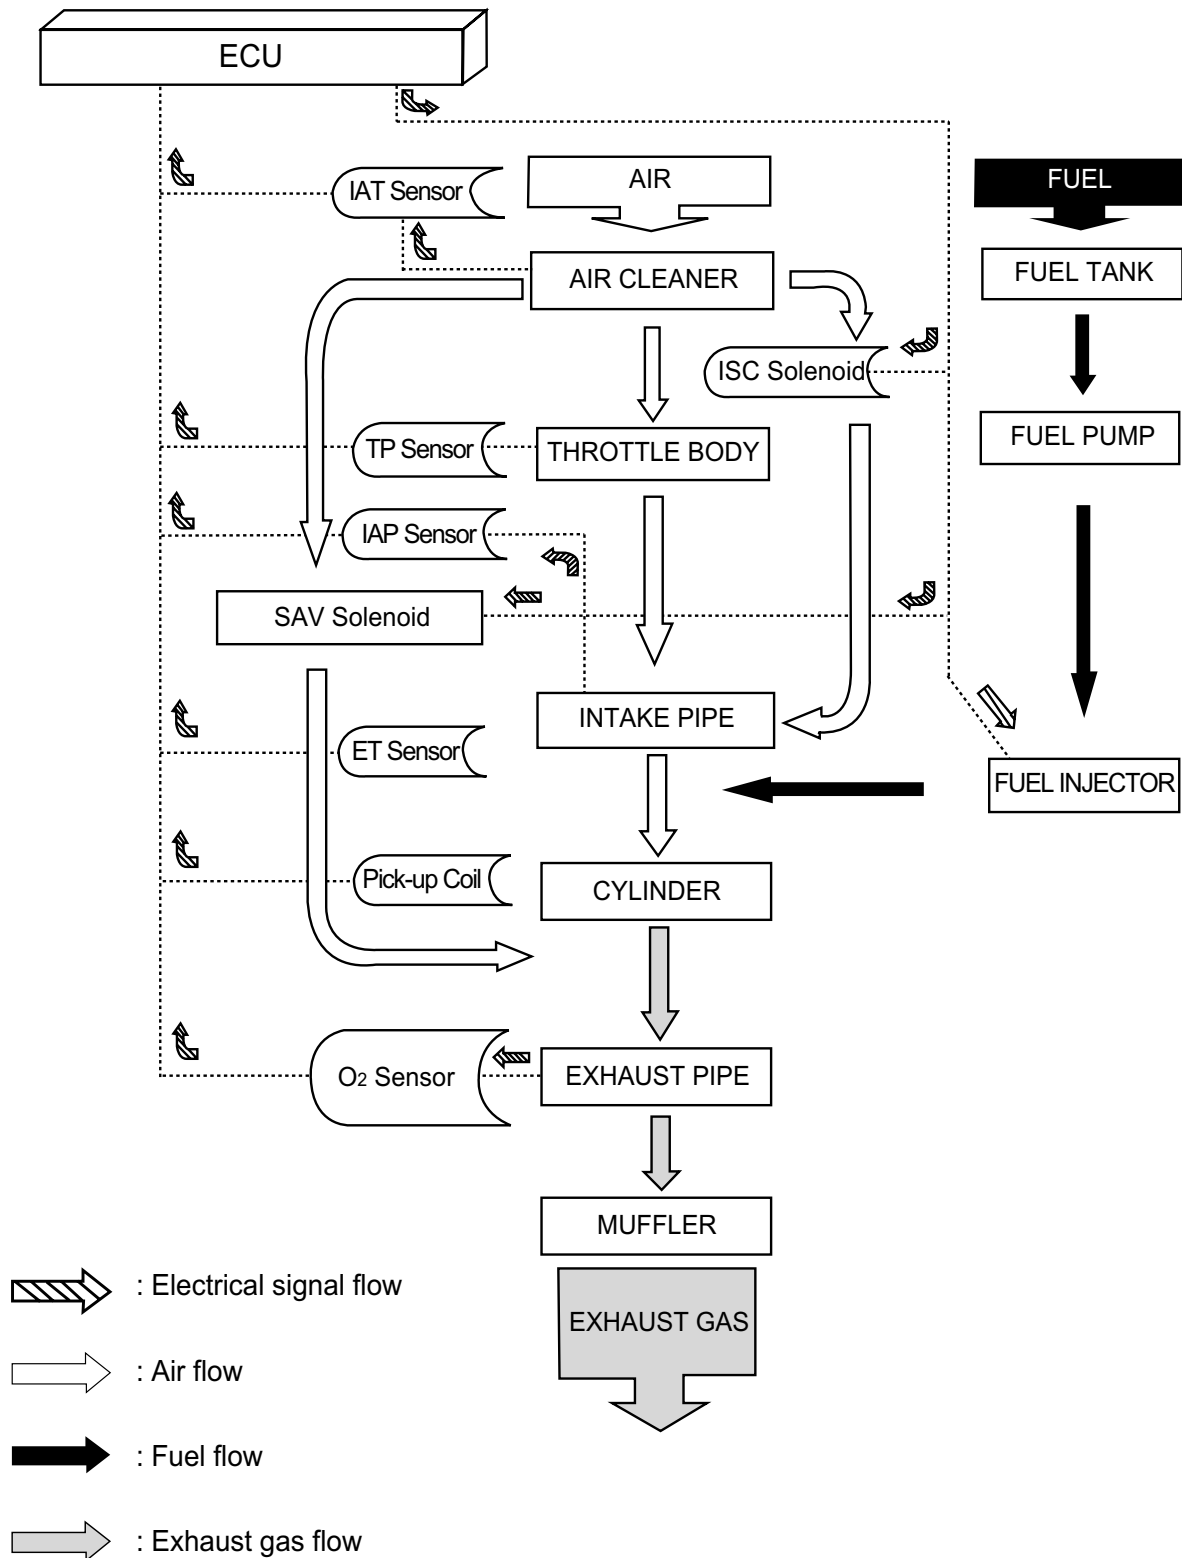 ECU
IAT Sensor
AIR
FUEL
AIR CLEANER
FUEL TANK
ISC Solenoid
TP Sensor
THROTTLE BODY
FUEL PUMP
IAP Sensor
SAV Solenoid
INTAKE PIPE
ET Sensor
FUEL INJECTOR
Pick-up Coil
CYLINDER
O2 Sensor
EXHAUST PIPE
MUFFLER
: Electrical signal flow
EXHAUST GAS
: Air flow
: Fuel flow
: Exhaust gas flow